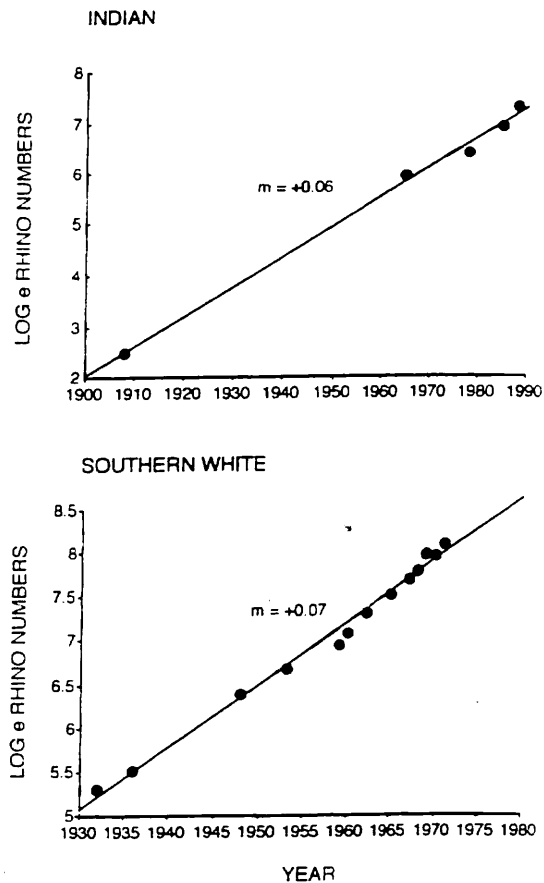 INDIAN
LOG e RHINO NUMBERS
8
7
6
5
4
3
2
m = +0.06
1900 1910 1920 1930 1940 1950 1960 1970 1980 1990
SOUTHERN WHITE
LOG e RHINO NUMBERS
8.5
8
7.5
7
6.5
6
5.5
5
m = +0.07
1930 1935 1940 1945 1950 1955 1960 1965 1970 1975 1980
YEAR